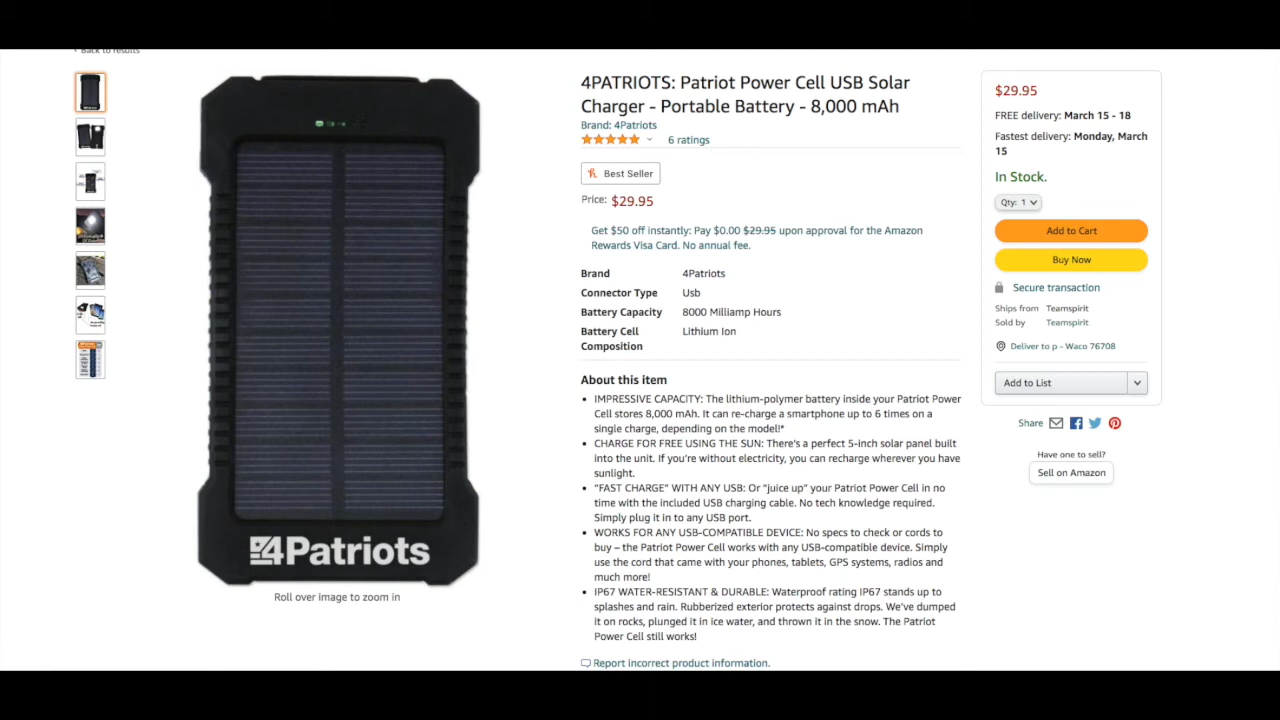 ‹ Back to results
4Patriots
Roll over image to zoom in
4PATRIOTS: Patriot Power Cell USB Solar
Charger - Portable Battery - 8,000 mAh
Brand: 4Patriots
6 ratings
Best Seller
Price: $29.95
Get $50 off instantly: Pay $0.00 $29.95 upon approval for the Amazon
Rewards Visa Card. No annual fee.
Brand 4Patriots
Connector Type Usb
Battery Capacity 8000 Milliamp Hours
Battery Cell Lithium Ion
Composition
About this item
• IMPRESSIVE CAPACITY: The lithium-polymer battery inside your Patriot Power
Cell stores 8,000 mAh. It can re-charge a smartphone up to 6 times on a
single charge, depending on the model!*
• CHARGE FOR FREE USING THE SUN: There's a perfect 5-inch solar panel built
into the unit. If you're without electricity, you can recharge wherever you have
sunlight.
• "FAST CHARGE" WITH ANY USB: Or "juice up" your Patriot Power Cell in no
time with the included USB charging cable. No tech knowledge required.
Simply plug it in to any USB port.
• WORKS FOR ANY USB-COMPATIBLE DEVICE: No specs to check or cords to
buy – the Patriot Power Cell works with any USB-compatible device. Simply
use the cord that came with your phones, tablets, GPS systems, radios and
much more!
• IP67 WATER-RESISTANT & DURABLE: Waterproof rating IP67 stands up to
splashes and rain. Rubberized exterior protects against drops. We've dumped
it on rocks, plunged it in ice water, and thrown it in the snow. The Patriot
Power Cell still works!
Report incorrect product information.
$29.95
FREE delivery: March 15 - 18
Fastest delivery: Monday, March
15
In Stock.
Qty: 1
Add to Cart
Buy Now
Secure transaction
Ships from Teamspirit
Sold by Teamspirit
Deliver to p - Waco 76708
Add to List
Share
Have one to sell?
Sell on Amazon